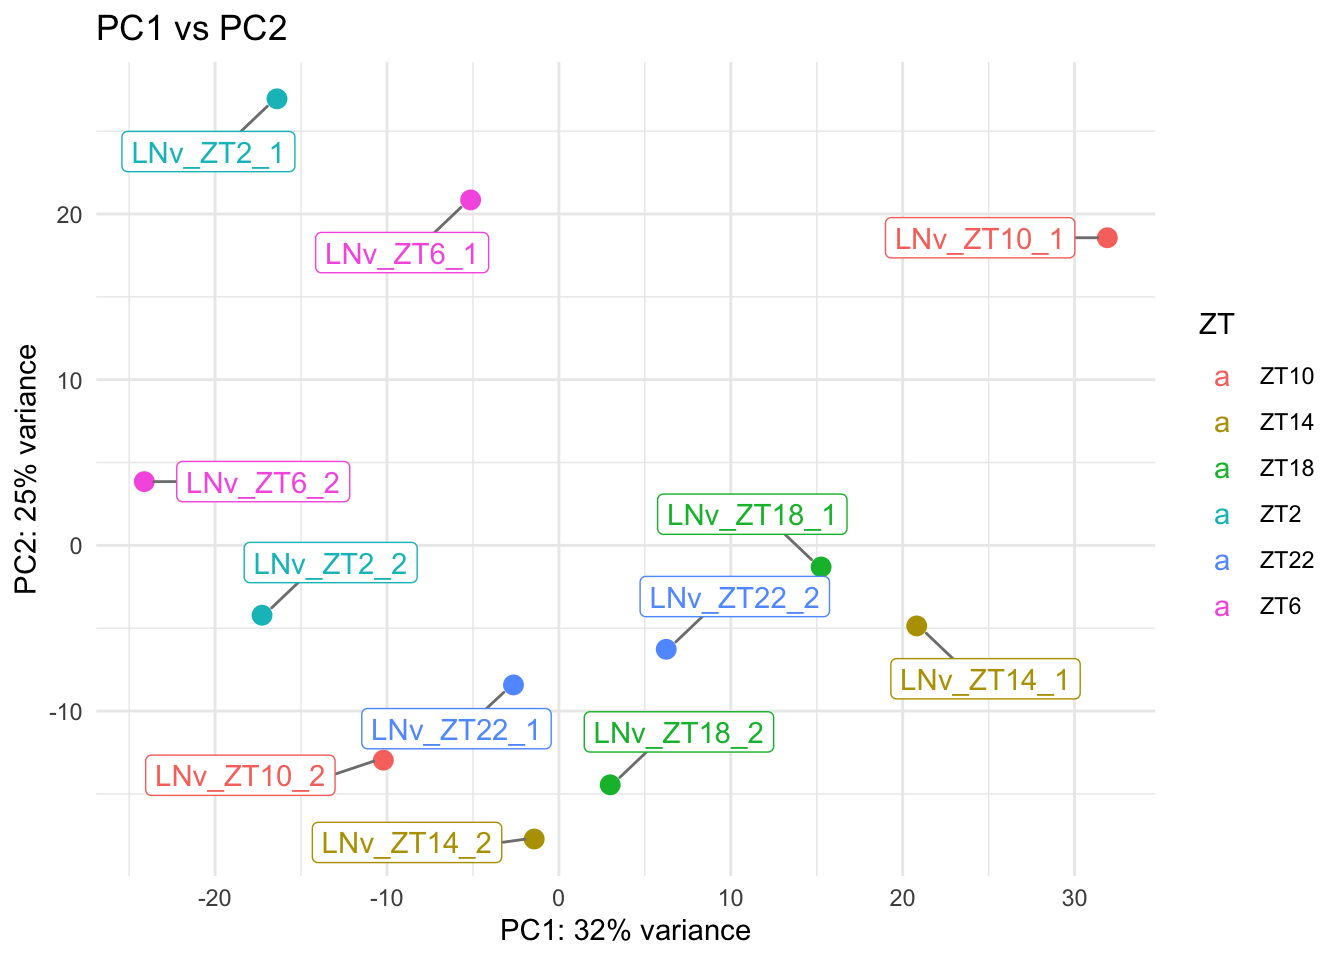 PC1 vs PC2
LNv_ZT2_1
LNv_ZT6_1
LNv_ZT10_1
LNv_ZT6_2
LNv_ZT18_1
LNv_ZT2_2
LNv_ZT22_2
LNv_ZT14_1
LNv_ZT22_1
LNv_ZT18_2
LNv_ZT10_2
LNv_ZT14_2
20
10
0
-10
PC2: 25% variance
-20
-10
0
10
20
30
PC1: 32% variance
ZT
a ZT10
a ZT14
a ZT18
a ZT2
a ZT22
a ZT6